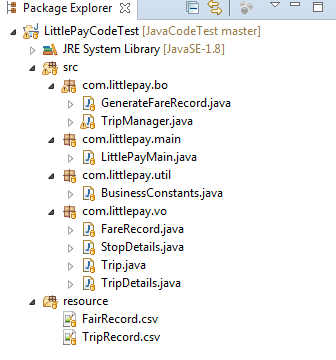 Package Explorer
LittlePayCodeTest [JavaCodeTest master]
JRE System Library [JavaSE-1.8]
src
com.littlepay.bo
GenerateFareRecord.java
TripManager.java
com.littlepay.main
LittlePayMain.java
com.littlepay.util
BusinessConstants.java
com.littlepay.vo
FareRecord.java
StopDetails.java
Trip.java
TripDetails.java
resource
FairRecord.csv
TripRecord.csv